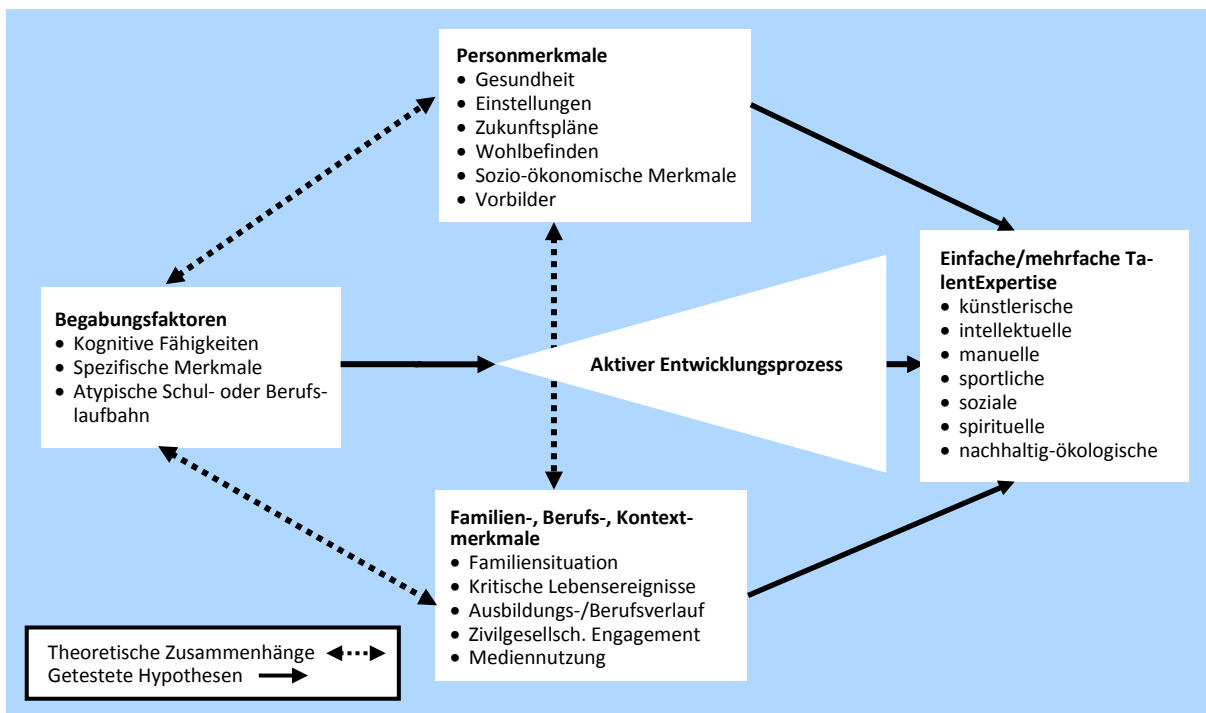 Personmerkmale
• Gesundheit
• Einstellungen
• Zukunftspläne
• Wohlbefinden
• Sozio-ökonomische Merkmale
• Vorbilder
Begabungsfaktoren
• Kognitive Fähigkeiten
• Spezifische Merkmale
• Atypische Schul- oder Berufs-
laufbahn
Aktiver Entwicklungsprozess
Einfache/mehrfache Ta-
lentExpertise
• künstlerische
• intellektuelle
• manuelle
• sportliche
• soziale
• spirituelle
• nachhaltig-ökologische
Familien-, Berufs-, Kontext-
merkmale
• Familiensituation
• Kritische Lebensereignisse
• Ausbildungs-/Berufsverlauf
• Zivilgesellsch. Engagement
• Mediennutzung
Theoretische Zusammenhänge
Getestete Hypothesen